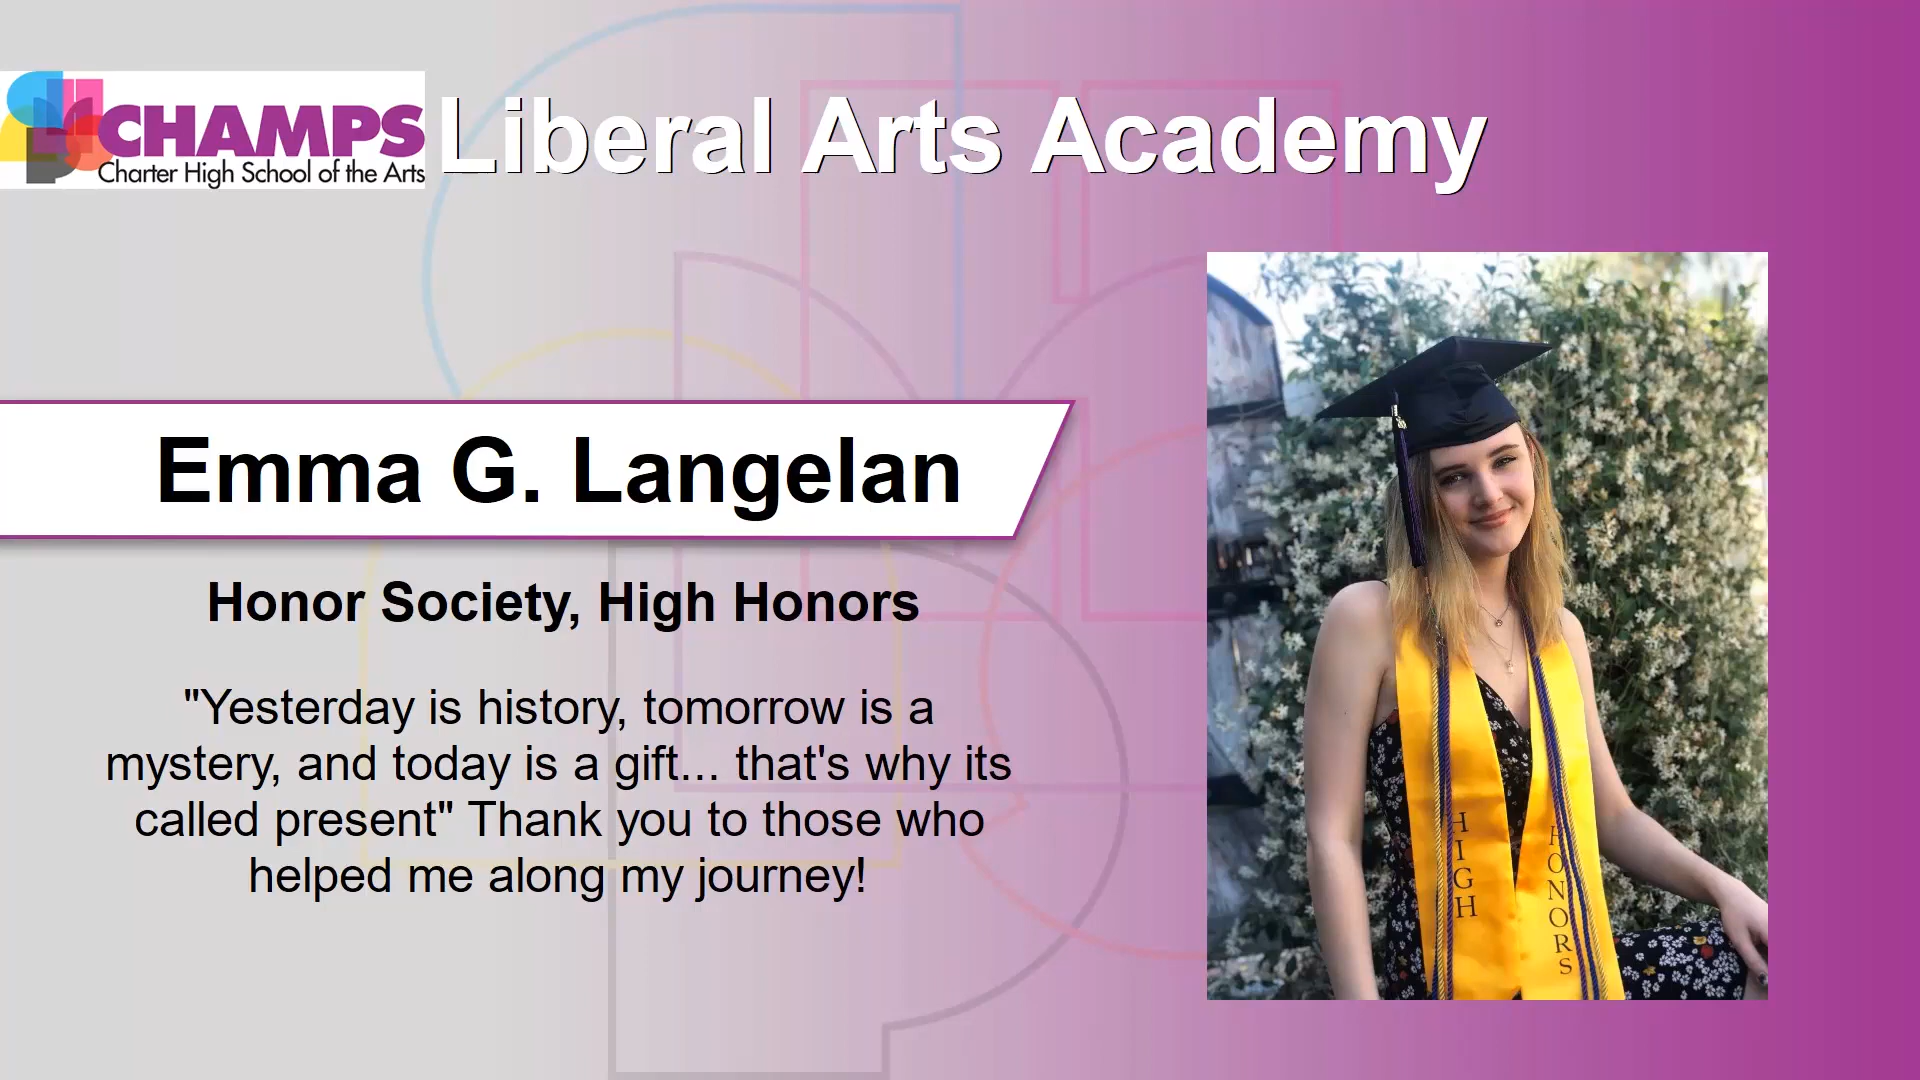 CHAMPS
Charter High School of the Arts
Liberal Arts Academy
Emma G. Langelan
Honor Society, High Honors
"Yesterday is history, tomorrow is a
mystery, and today is a gift... that's why its
called present" Thank you to those who
helped me along my journey!
HIGH
HONORS